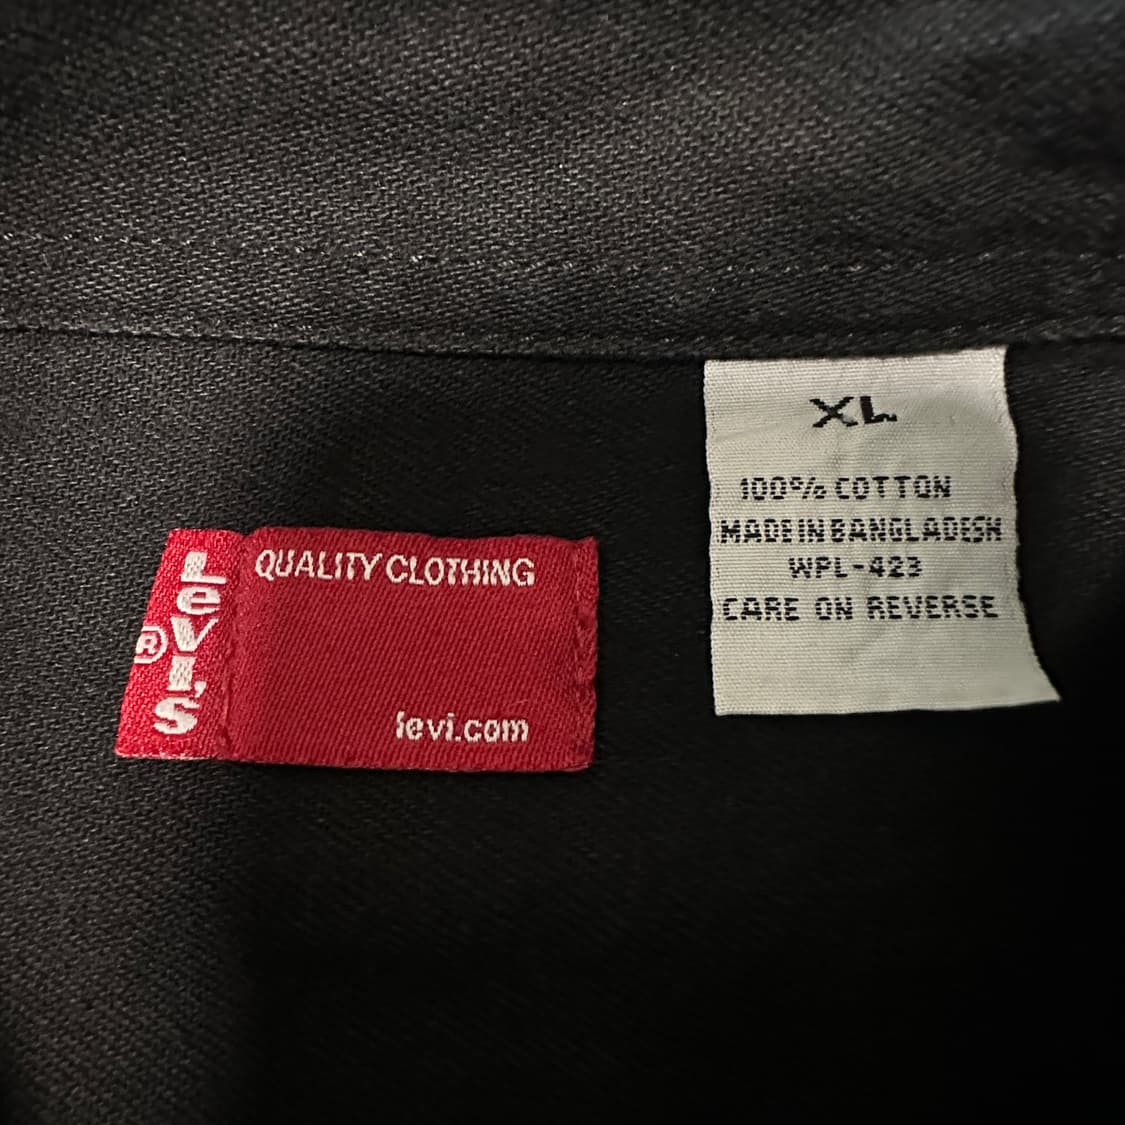 Levi's
®
QUALITY CLOTHING
levi.com
XL
100% COTTON
MADE IN BANGLADESH
WPL-423
CARE ON REVERSE